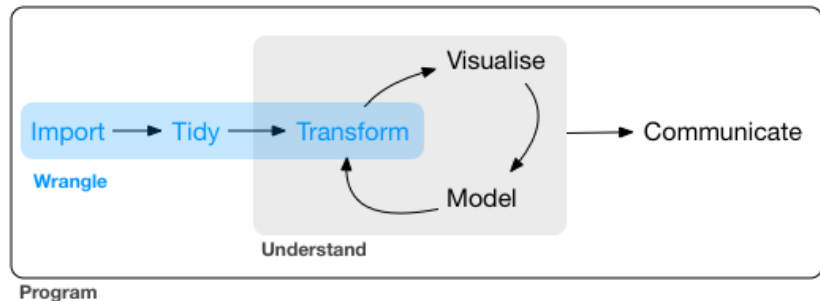 Visualise
Import Tidy Transform Communicate
Wrangle
Model
Understand
Program